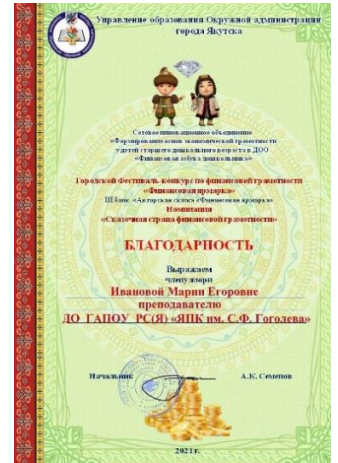 Управление образования Окружной администрации
города Якутска
Сетевое инновационное объединение
«Формирование основ экономической грамотности
у детей старшего дошкольного возраста в ДОО
«Финансовая азбука дошкольника»
Городской Фестиваль-конкурс по финансовой грамотности
«Финансовая ярмарка»
III блок. «Авторская сказка «Финансовая ярмарка»
Номинация
«Сказочная страна финансовой грамотности»
БЛАГОДАРНОСТЬ
Выражаем
члену жюри
Ивановой Марии Егоровне
преподавателю
ДО ГАПОУ РС(Я) «ЯПК им. С.Ф. Гоголева»
Начальник А.К. Семенов
2021 г.